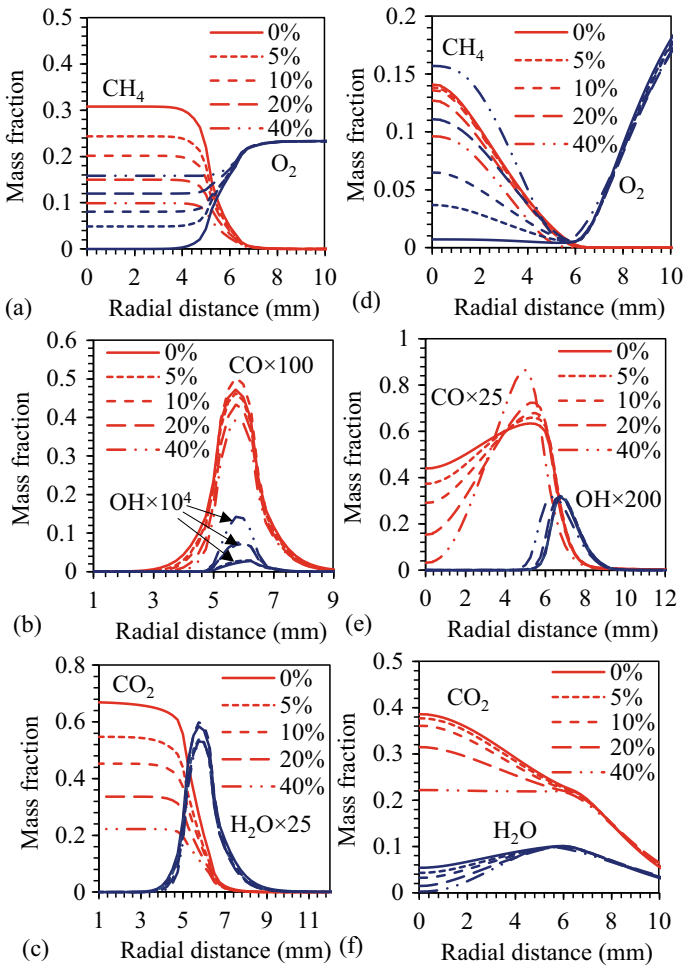 0.5
0.4
0.3
0.2
0.1
0
Mass fraction
CH4
O2
0%
5%
10%
20%
40%
0 2 4 6 8 10
Radial distance (mm)
(a)
0.2
0.15
0.1
0.05
0
Mass fraction
CH4
O2
0%
5%
10%
20%
40%
0 2 4 6 8 10
Radial distance (mm)
(d)
0.6
0.5
0.4
0.3
0.2
0.1
0
Mass fraction
0%
5%
10%
20%
40%
CO×100
OH×10⁴
1 3 5 7 9
Radial distance (mm)
(b)
1
0.8
0.6
0.4
0.2
0
Mass fraction
0%
5%
10%
20%
40%
CO×25
OH×200
0 2 4 6 8 10 12
Radial distance (mm)
(e)
0.8
0.6
0.4
0.2
0
Mass fraction
CO2
0%
5%
10%
20%
40%
H2O×25
1 3 5 7 9 11
Radial distance (mm)
(c)
0.5
0.4
0.3
0.2
0.1
0
Mass fraction
CO2
0%
5%
10%
20%
40%
H2O
0 2 4 6 8 10
Radial distance (mm)
(f)